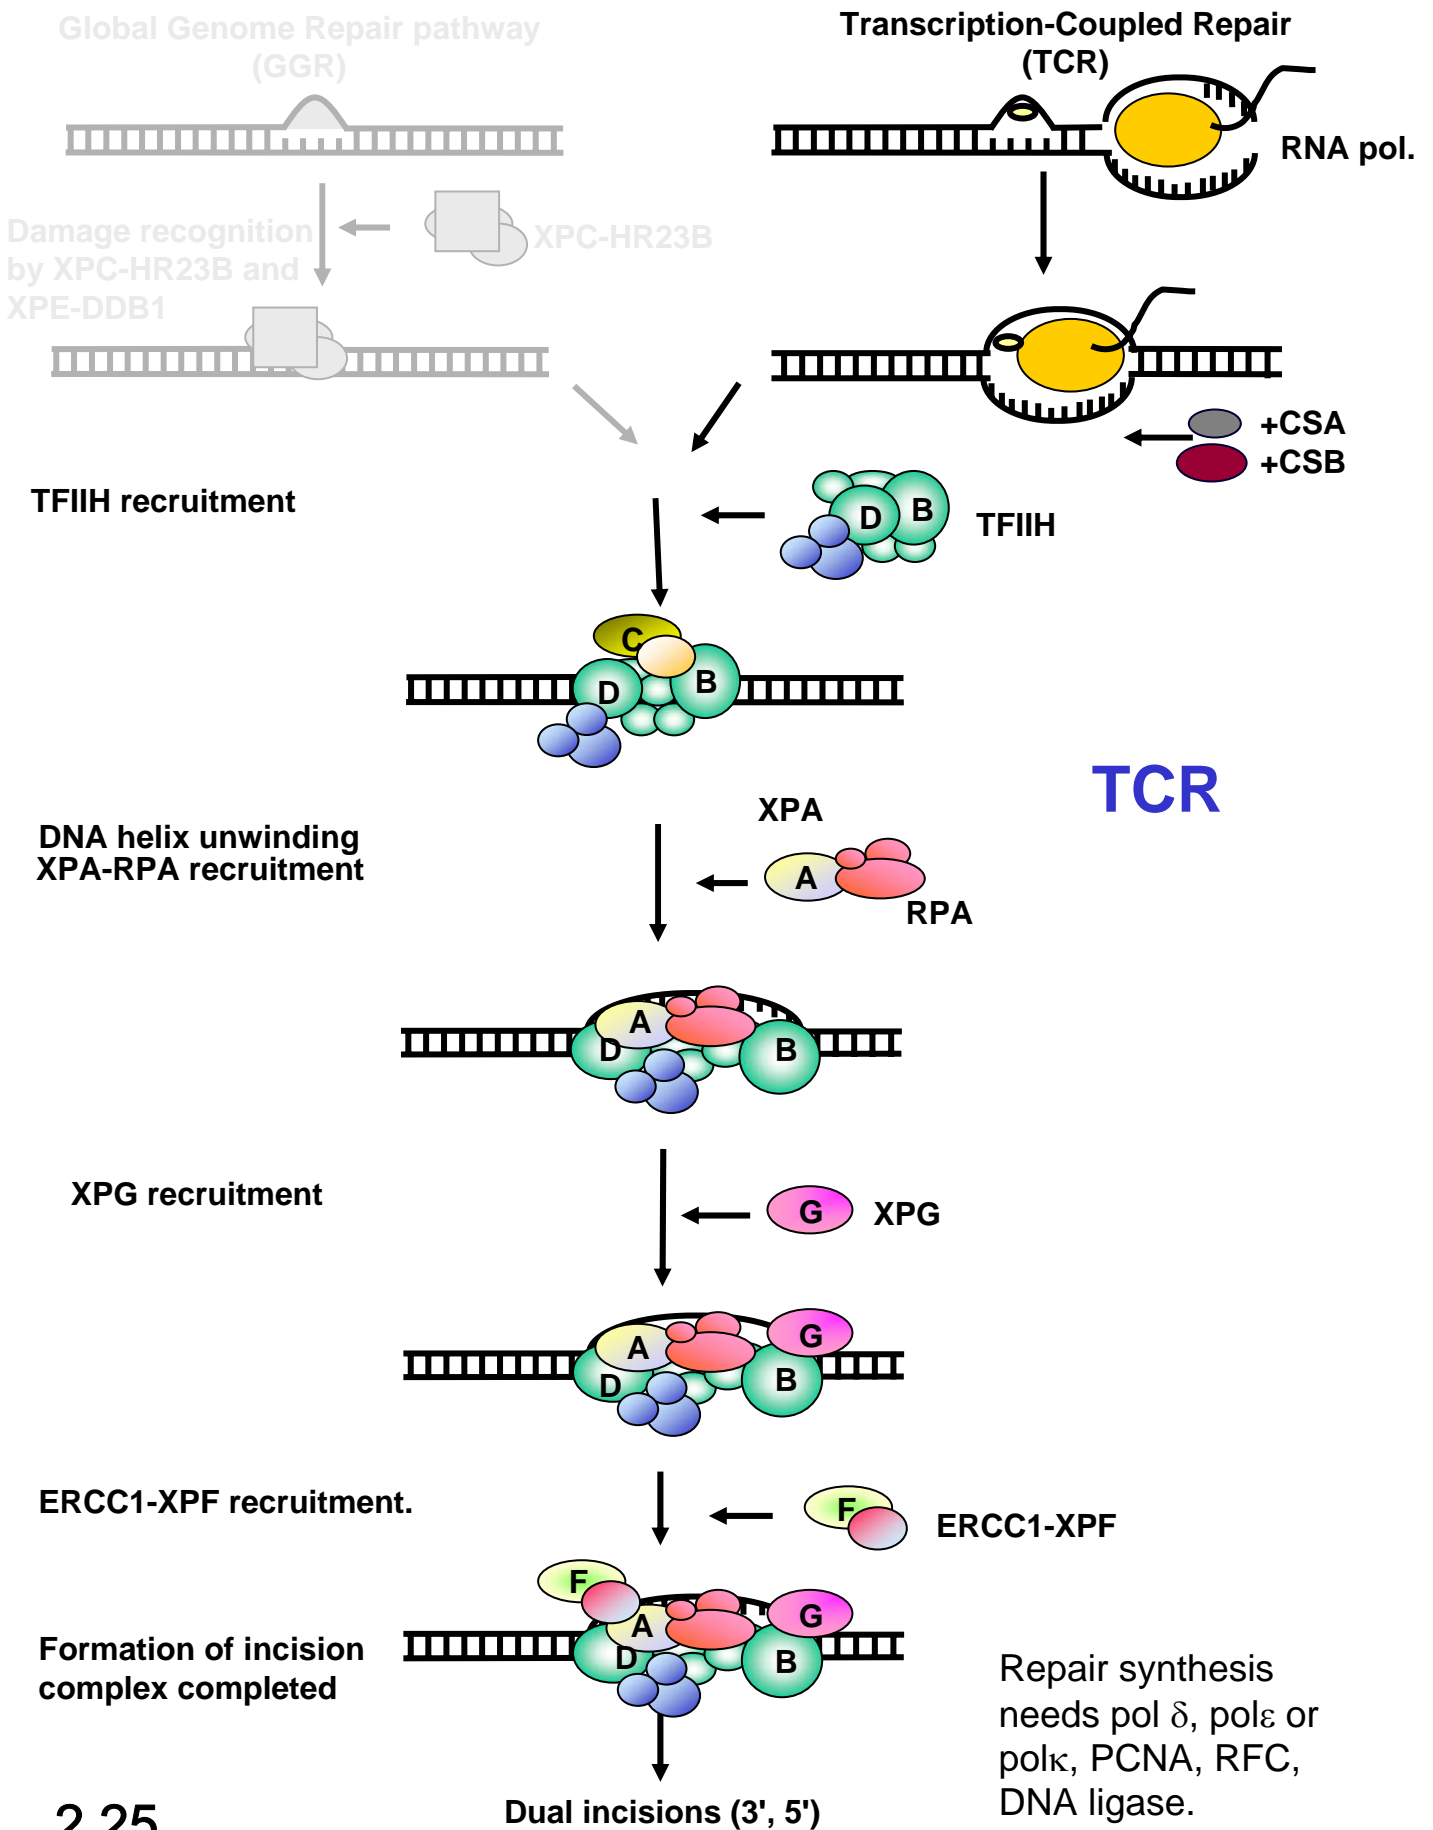 Global Genome Repair pathway
(GGR)
Transcription-Coupled Repair
(TCR)
RNA pol.
Damage recognition
by XPC-HR23B and
XPE-DDB1
XPC-HR23B
+CSA
+CSB
TFIIH recruitment
D B
TFIIH
C
D B
TCR
DNA helix unwinding
XPA-RPA recruitment
XPA
A
RPA
A
D B
XPG recruitment
G XPG
A G
D B
ERCC1-XPF recruitment.
F
ERCC1-XPF
F
A G
D B
Formation of incision
complex completed
Repair synthesis
needs pol δ, polε or
polκ, PCNA, RFC,
DNA ligase.
Dual incisions (3', 5')
2.25